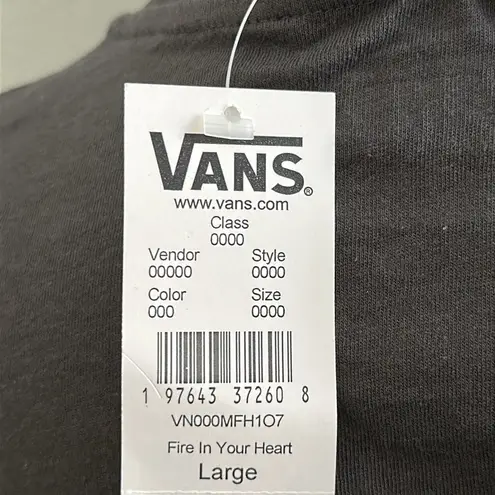 VANS®
www.vans.com
Class
0000
Vendor Style
00000 0000
Color Size
000 0000
1 97643 37260 8
VN000MFH1O7
Fire In Your Heart
Large